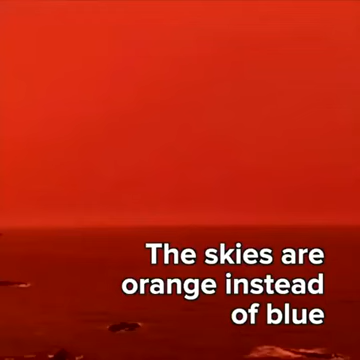 The skies are
orange instead
of blue